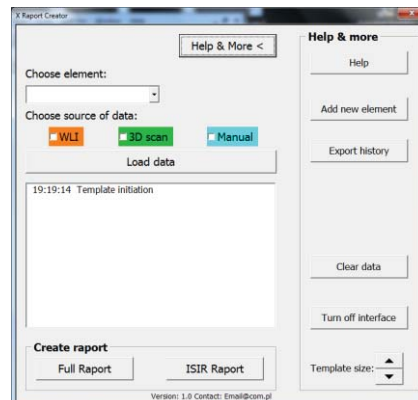 X Raport Creator
Help & More <
Choose element:
Choose source of data:
WLI 3D scan Manual
Load data
19:19:14 Template initiation
Create raport
Full Raport ISIR Raport
Version: 1.0 Contact: Email@com.pl
Help & more
Help
Add new element
Export history
Clear data
Turn off interface
Template size: